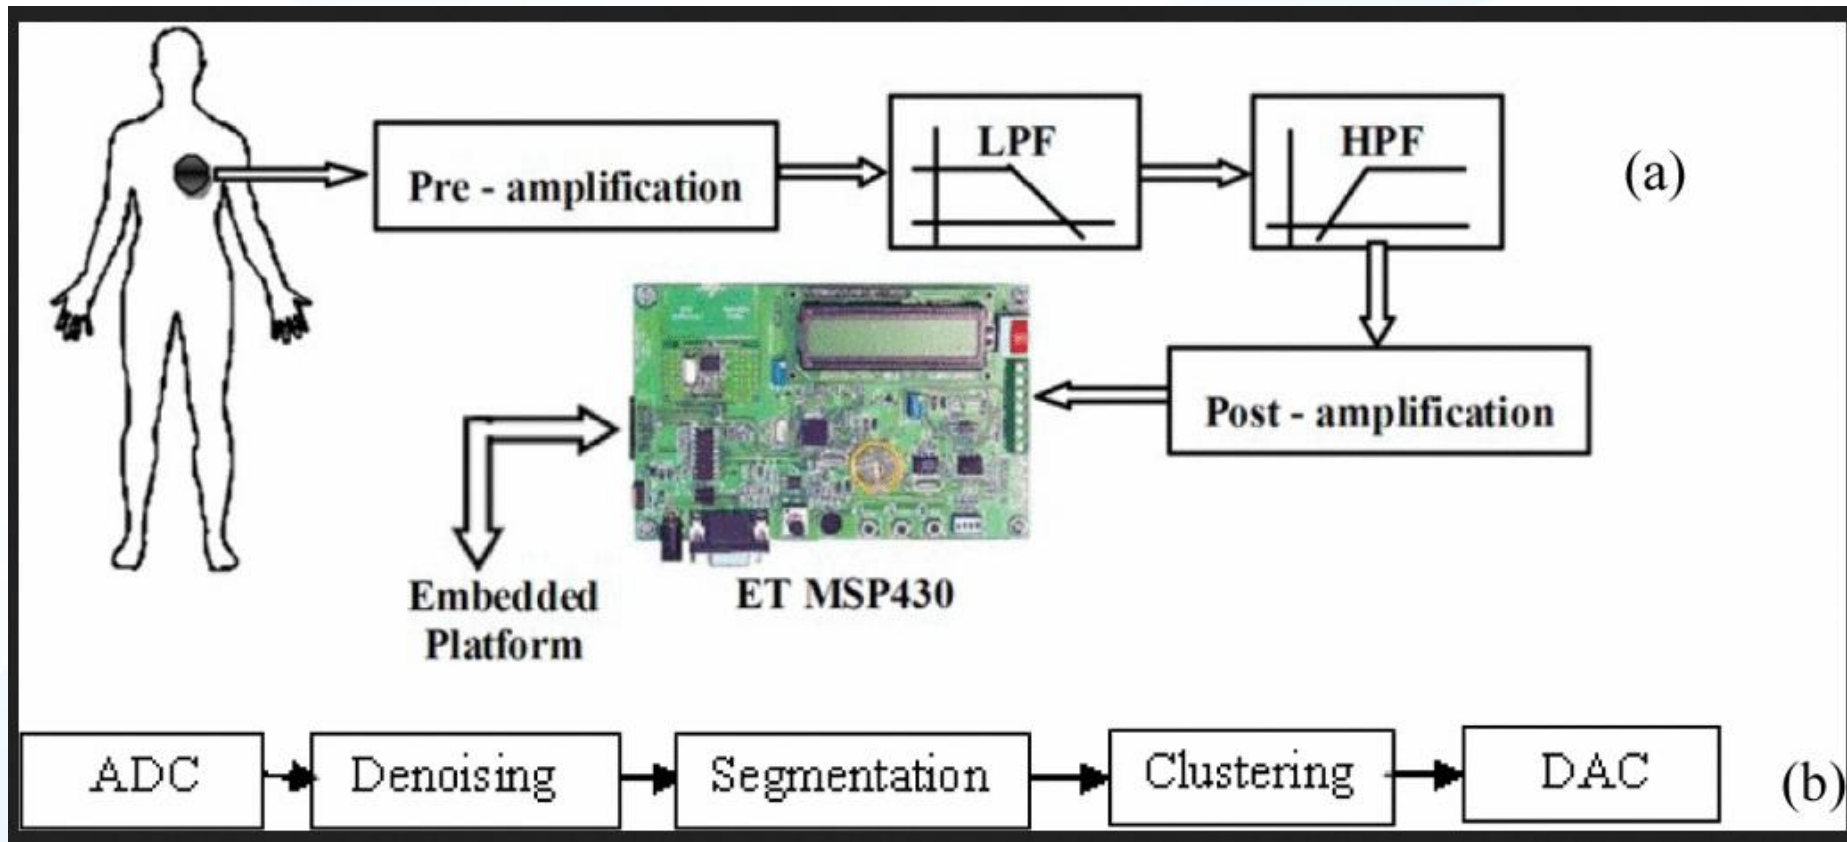 LPF
HPF
(a)
Pre - amplification
Post - amplification
Embedded
Platform
ET MSP430
ADC
Denoising
Segmentation
Clustering
DAC
(b)